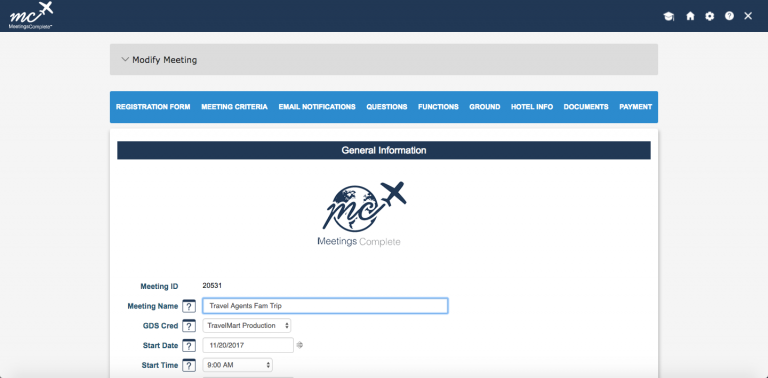 mc
MeetingsComplete™
Modify Meeting
REGISTRATION FORM MEETING CRITERIA EMAIL NOTIFICATIONS QUESTIONS FUNCTIONS GROUND HOTEL INFO DOCUMENTS PAYMENT
General Information
mc
Meetings Complete
Meeting ID 20531
Meeting Name ? Travel Agents Fam Trip
GDS Cred ? TravelMart Production
Start Date ? 11/20/2017
Start Time ? 9:00 AM